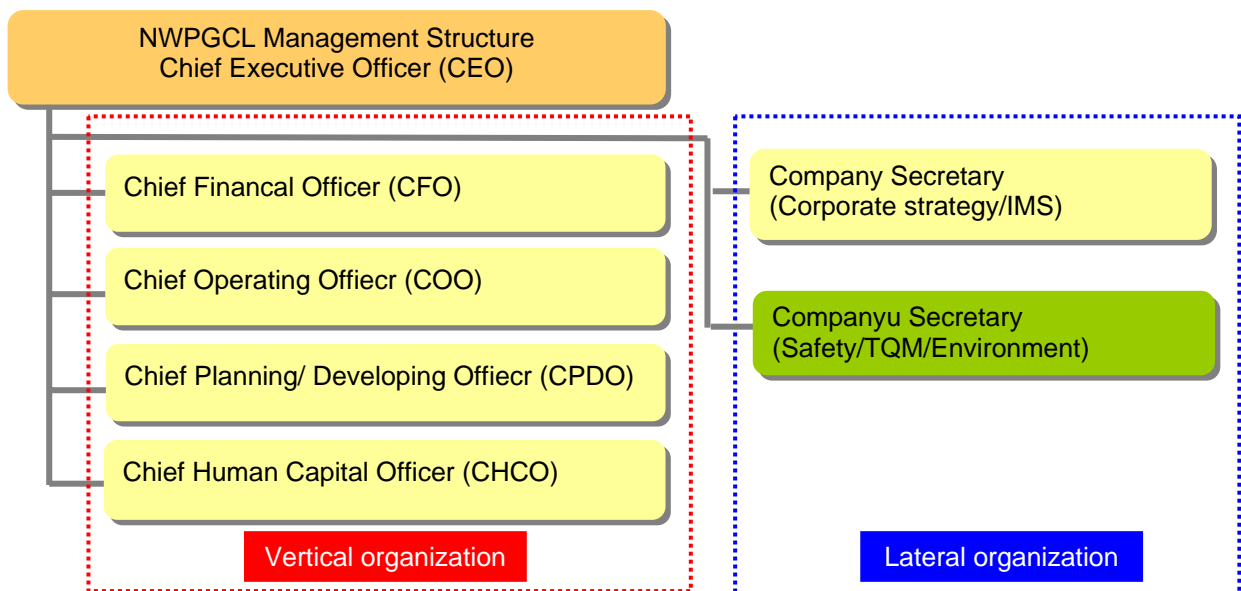 NWPGCL Management Structure
Chief Executive Officer (CEO)
Chief Financal Officer (CFO)
Chief Operating Offiecr (COO)
Chief Planning/ Developing Offiecr (CPDO)
Chief Human Capital Officer (CHCO)
Vertical organization
Company Secretary
(Corporate strategy/IMS)
Companyu Secretary
(Safety/TQM/Environment)
Lateral organization